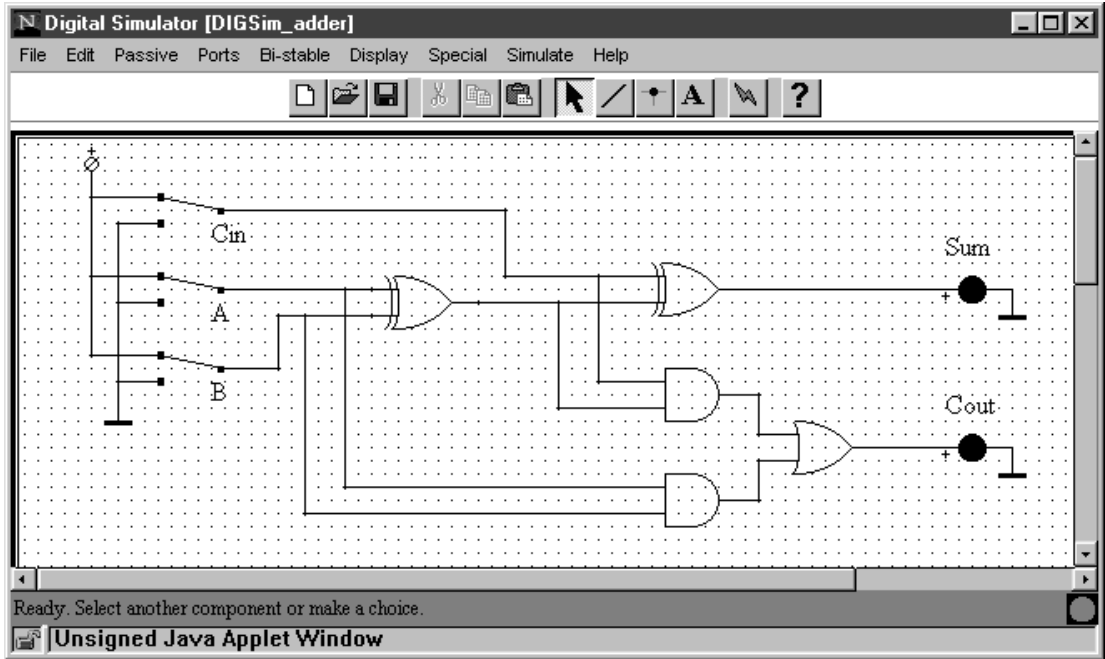 N Digital Simulator [DIGSim_adder]
File Edit Passive Ports Bi-stable Display Special Simulate Help
A ?
+
Cin
Sum
A
+
B
Cout
+
Ready. Select another component or make a choice.
Unsigned Java Applet Window